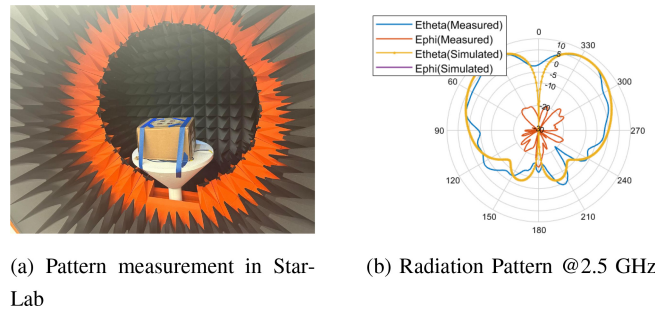 Etheta(Measured)
Ephi(Measured)
Etheta(Simulated)
Ephi(Simulated)
0
330
300
270
240
210
180
150
120
90
60
10
5
0
-5
-10
-20
(a) Pattern measurement in Star-
Lab
(b) Radiation Pattern @2.5 GHz